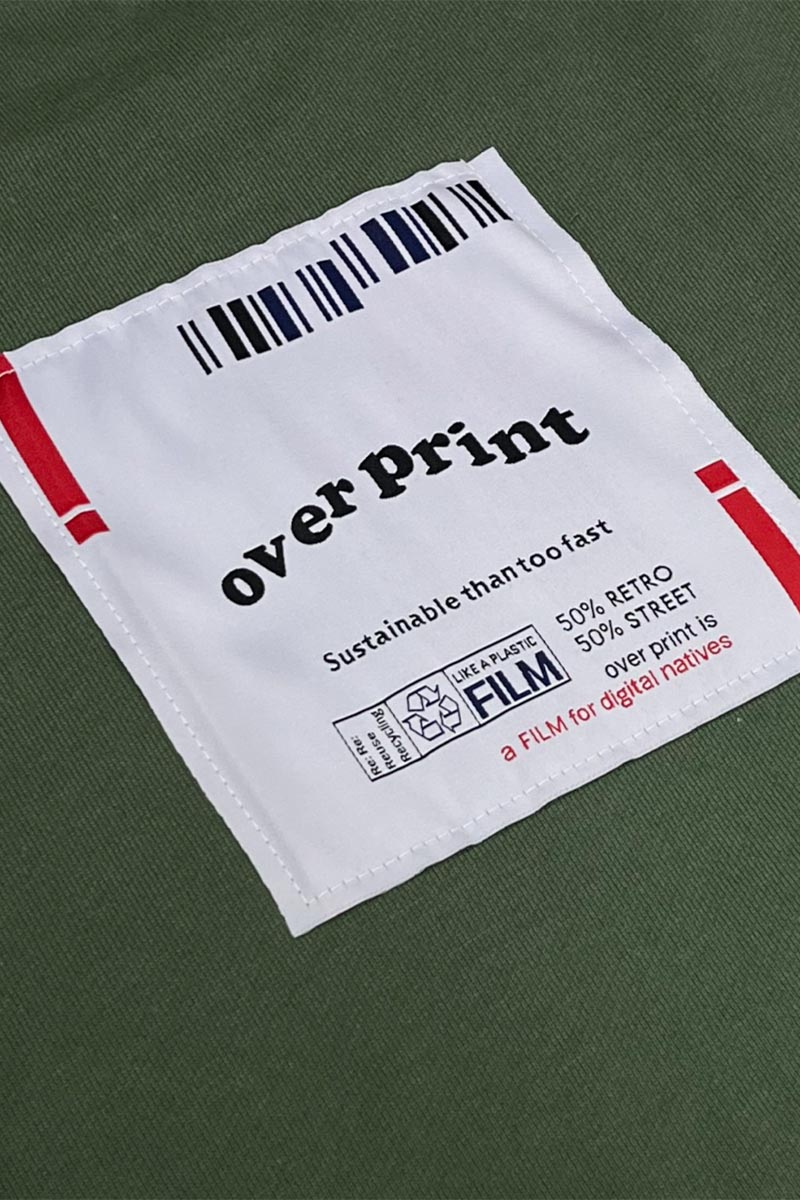 over print
Sustainable than too fast
Re: Re:
Reuse
Recycling
LIKE A PLASTIC
FILM
50% RETRO
50% STREET
over print is
a FILM for digital natives